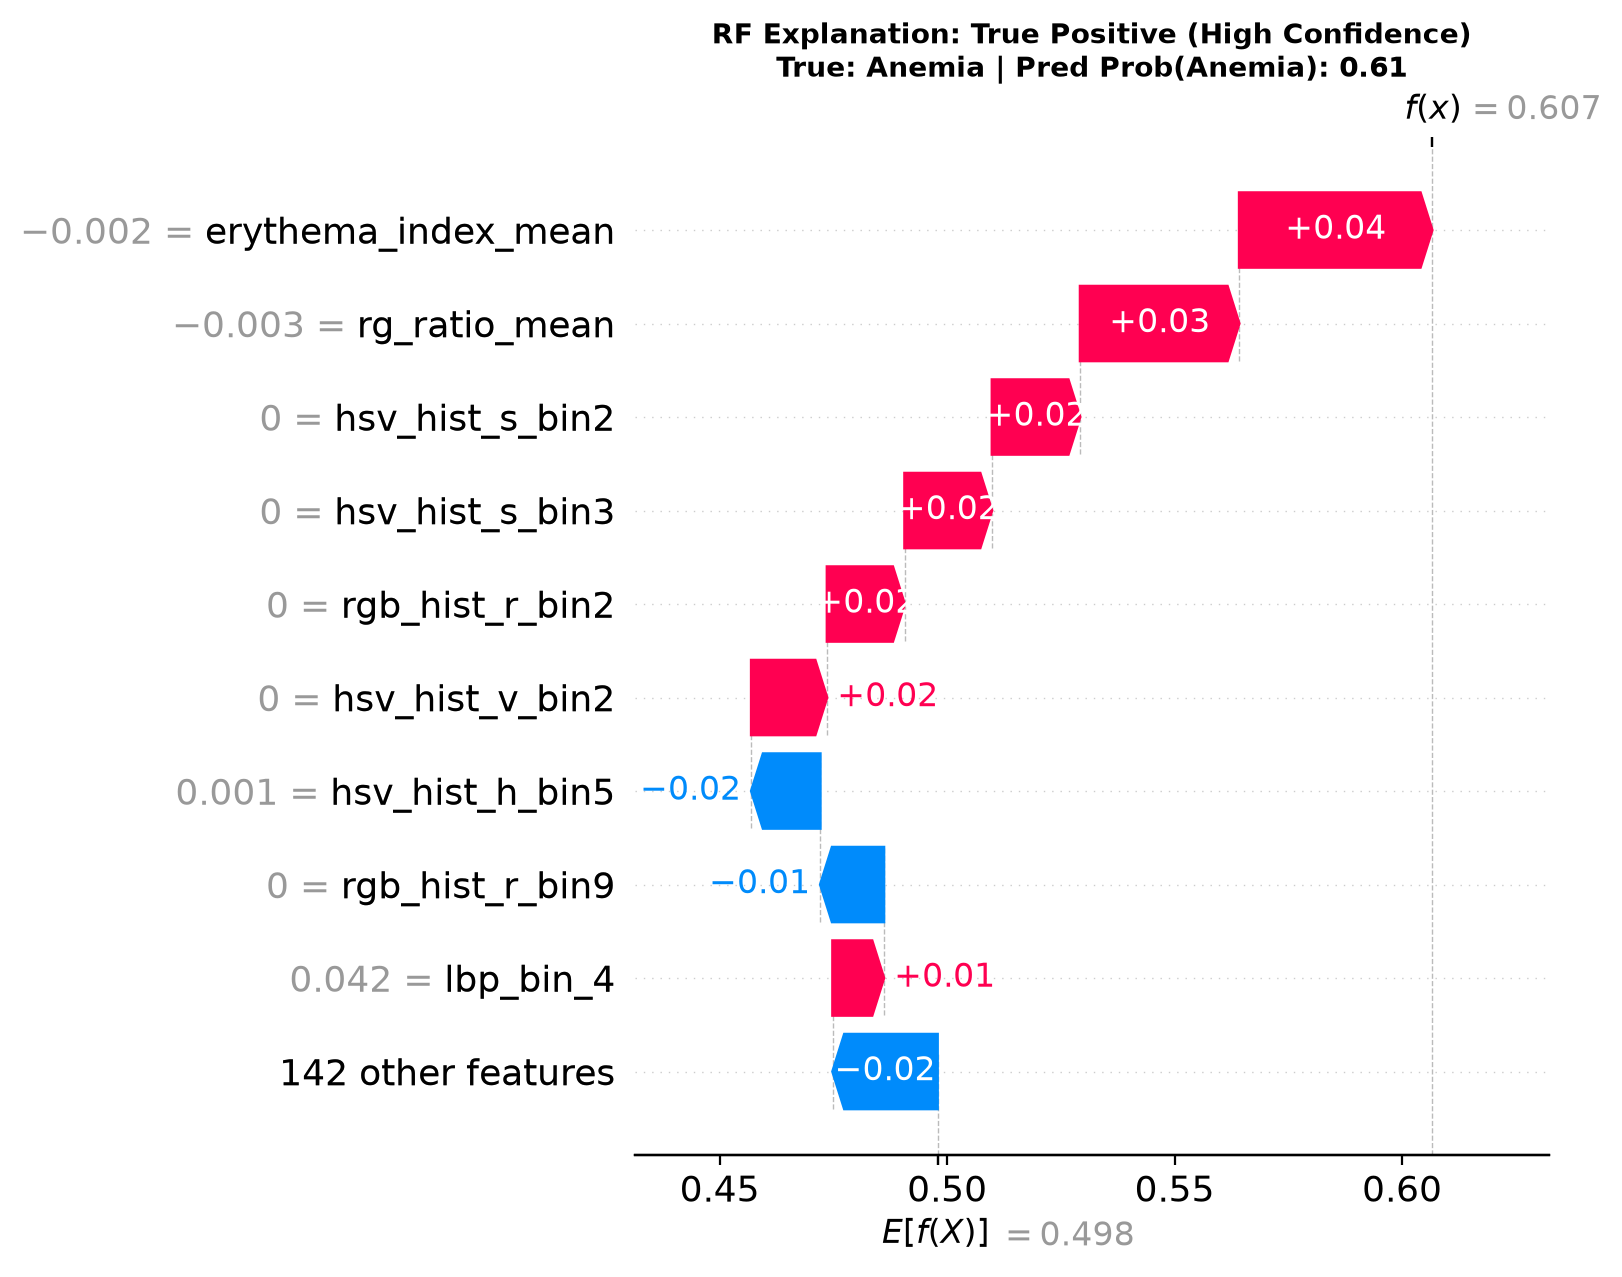 RF Explanation: True Positive (High Confidence)
True: Anemia | Pred Prob(Anemia): 0.61
f(x) = 0.607
−0.002 = erythema_index_mean +0.04
−0.003 = rg_ratio_mean +0.03
0 = hsv_hist_s_bin2 +0.02
0 = hsv_hist_s_bin3 +0.02
0 = rgb_hist_r_bin2 +0.02
0 = hsv_hist_v_bin2 +0.02
0.001 = hsv_hist_h_bin5 −0.02
0 = rgb_hist_r_bin9 −0.01
0.042 = lbp_bin_4 +0.01
142 other features −0.02
0.45 0.50 0.55 0.60
E[f(X)] = 0.498